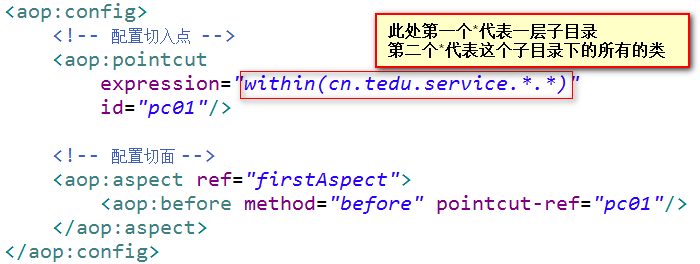 <aop:config>
此处第一个*代表一层子目录
第二个*代表这个子目录下的所有的类
<!-- 配置切入点 -->
<aop:pointcut
expression="within(cn.tedu.service.*.*)"
id="pc01"/>
<!-- 配置切面 -->
<aop:aspect ref="firstAspect">
<aop:before method="before" pointcut-ref="pc01"/>
</aop:aspect>
</aop:config>